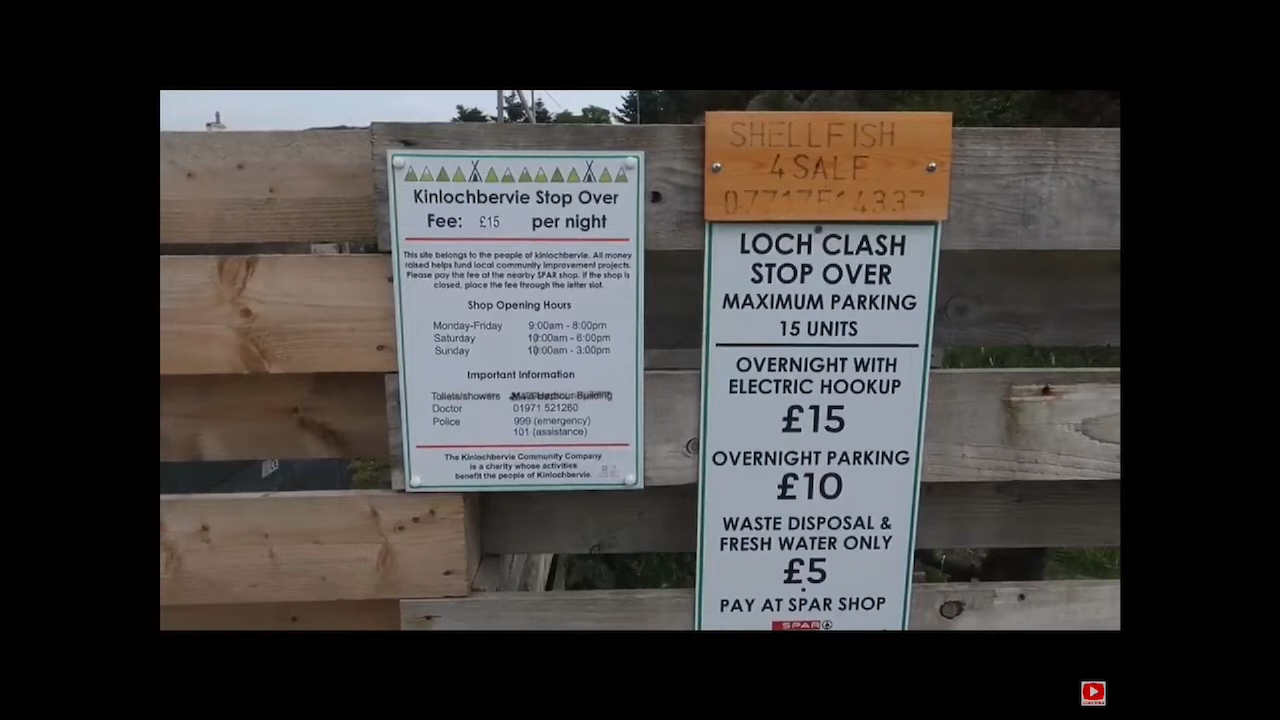 Kinlochbervie Stop Over
Fee: £15 per night
This site belongs to the people of kinlochbervie. All money
raised helps fund local community improvement projects.
Please pay the fee at the nearby SPAR shop. If the shop is
closed, place the fee through the letter slot.
Shop Opening Hours
Monday-Friday 9:00am - 8:00pm
Saturday 10:00am - 6:00pm
Sunday 10:00am - 3:00pm
Important Information
Toilets/showers Harbour Building
Doctor 01971 521260
Police 999 (emergency)
101 (assistance)
The Kinlochbervie Community Company
is a charity whose activities
benefit the people of Kinlochbervie.
SHELLFISH
4 SALE
LOCH CLASH
STOP OVER
MAXIMUM PARKING
15 UNITS
OVERNIGHT WITH
ELECTRIC HOOKUP
£15
OVERNIGHT PARKING
£10
WASTE DISPOSAL &
FRESH WATER ONLY
£5
PAY AT SPAR SHOP
SPAR